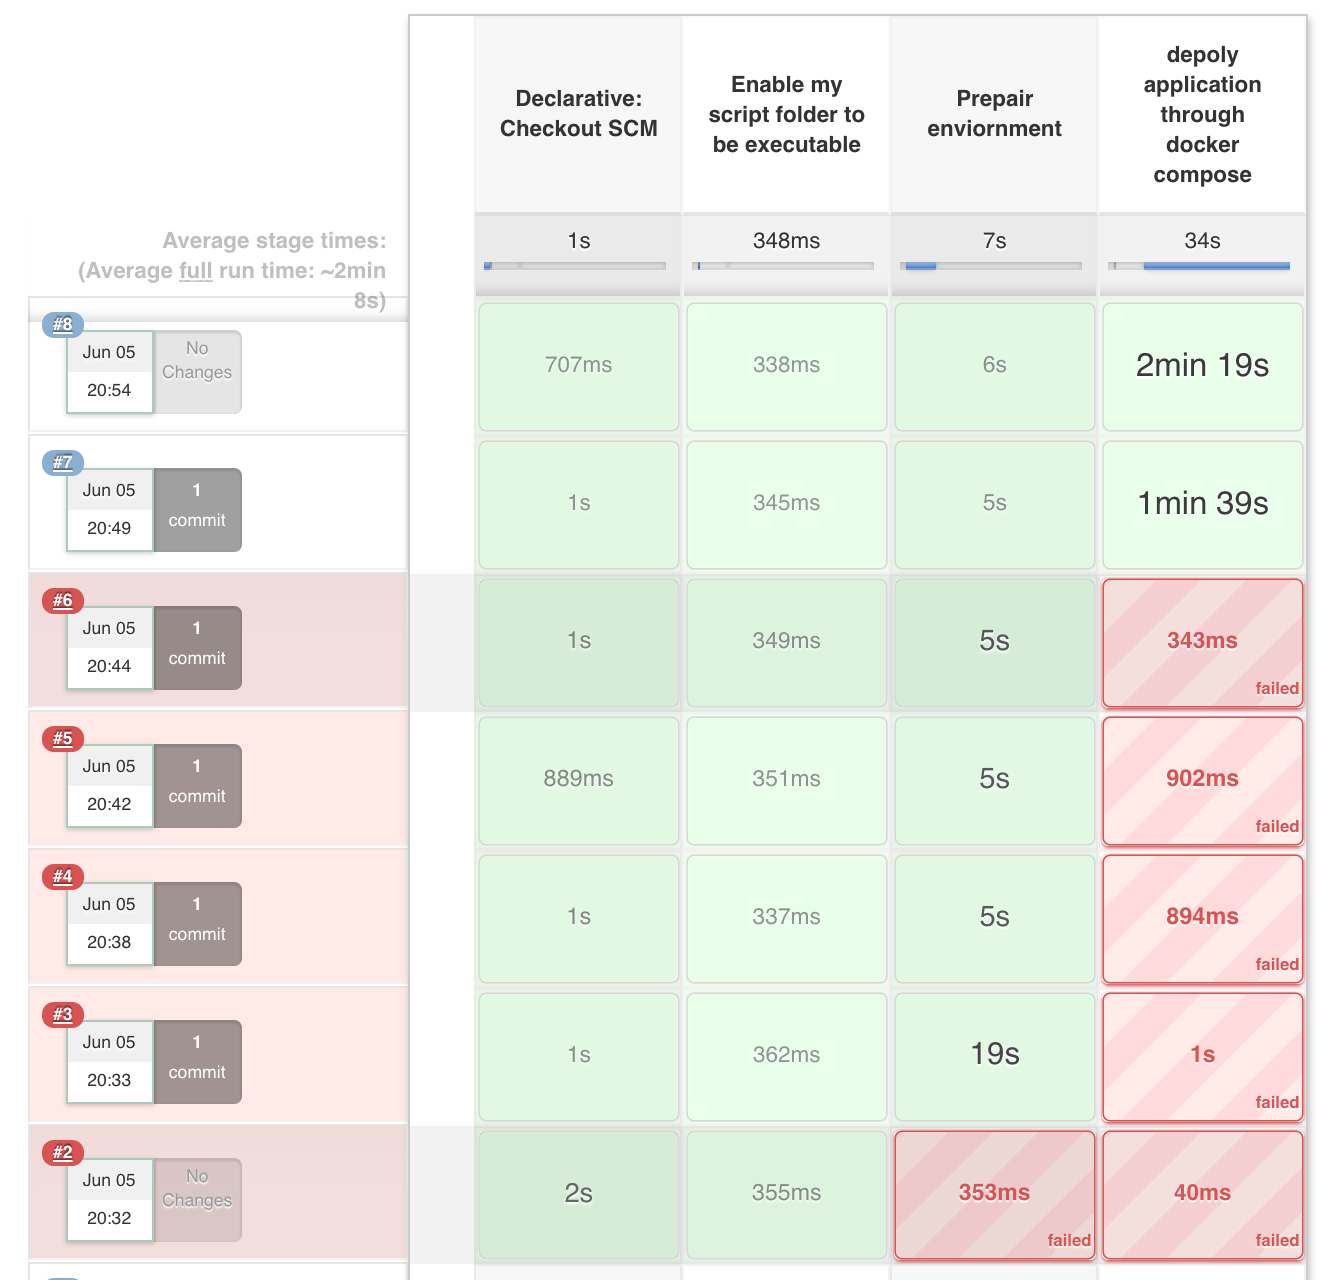 Declarative:
Checkout SCM
Enable my
script folder to
be executable
Prepair
enviornment
depoly
application
through
docker
compose
Average stage times:
(Average full run time: ~2min
8s)
1s
348ms
7s
34s
#8
Jun 05
20:54
No
Changes
707ms
338ms
6s
2min 19s
#7
Jun 05
20:49
1
commit
1s
345ms
5s
1min 39s
#6
Jun 05
20:44
1
commit
1s
349ms
5s
343ms
failed
#5
Jun 05
20:42
1
commit
889ms
351ms
5s
902ms
failed
#4
Jun 05
20:38
1
commit
1s
337ms
5s
894ms
failed
#3
Jun 05
20:33
1
commit
1s
362ms
19s
1s
failed
#2
Jun 05
20:32
No
Changes
2s
355ms
353ms
failed
40ms
failed